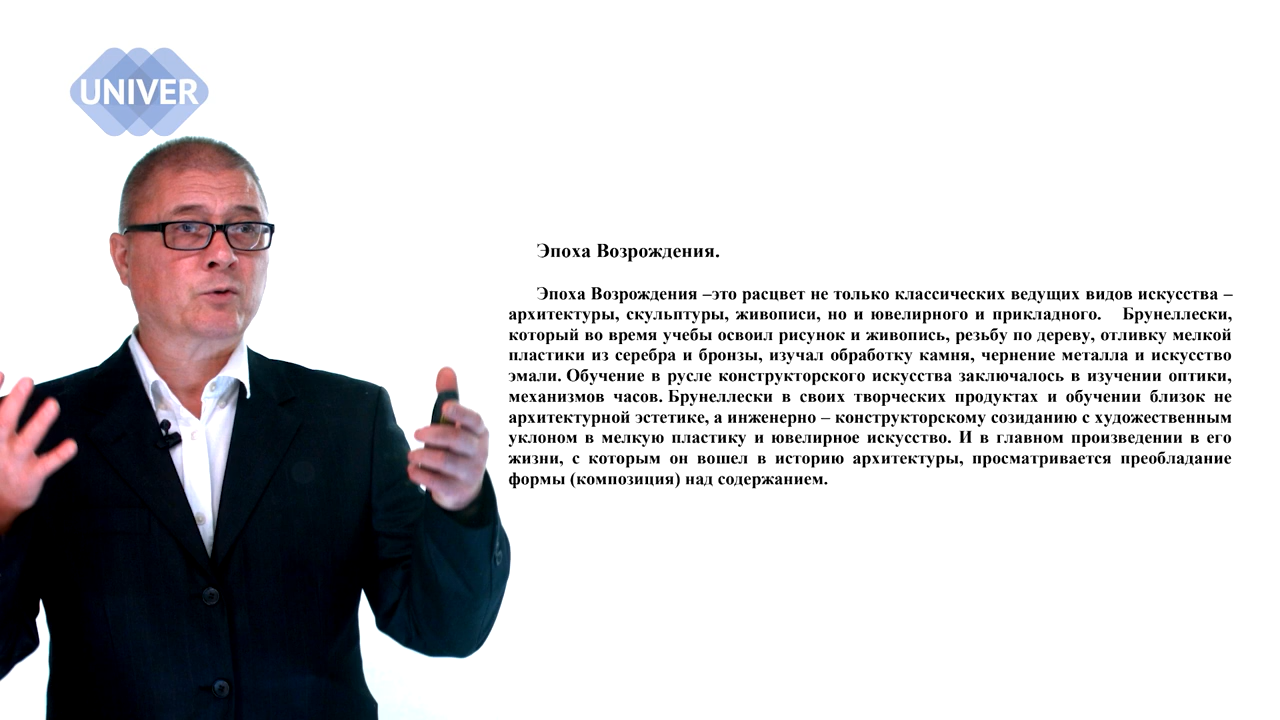 UNIVER
Эпоха Возрождения.
Эпоха Возрождения –это расцвет не только классических ведущих видов искусства –
архитектуры, скульптуры, живописи, но и ювелирного и прикладного. Брунеллески,
который во время учебы освоил рисунок и живопись, резьбу по дереву, отливку мелкой
пластики из серебра и бронзы, изучал обработку камня, чернение металла и искусство
эмали. Обучение в русле конструкторского искусства заключалось в изучении оптики,
механизмов часов. Брунеллески в своих творческих продуктах и обучении близок не
архитектурной эстетике, а инженерно – конструкторскому созиданию с художественным
уклоном в мелкую пластику и ювелирное искусство. И в главном произведении в его
жизни, с которым он вошел в историю архитектуры, просматривается преобладание
формы (композиция) над содержанием.